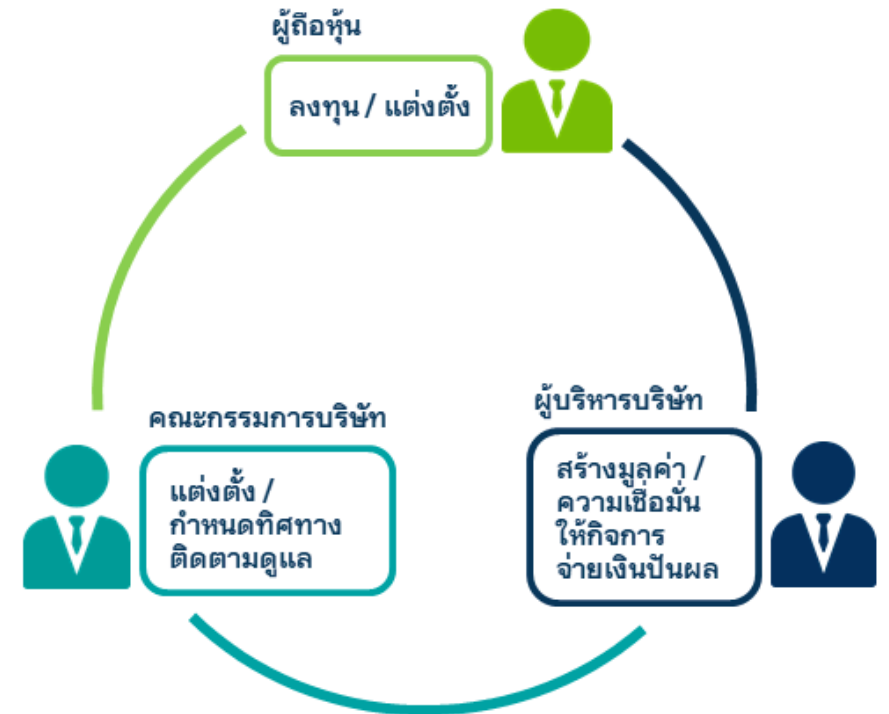 ผู้ถือหุ้น
ลงทุน / แต่งตั้ง
คณะกรรมการบริษัท
แต่งตั้ง /
กำหนดทิศทาง
ติดตามดูแล
ผู้บริหารบริษัท
สร้างมูลค่า /
ความเชื่อมั่น
ให้กิจการ
จ่ายเงินปันผล